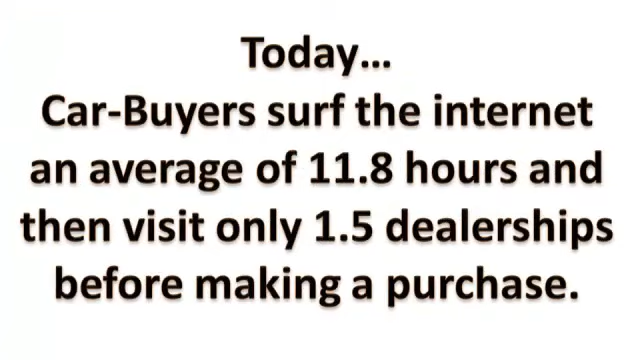 Today...
Car-Buyers surf the internet
an average of 11.8 hours and
then visit only 1.5 dealerships
before making a purchase.